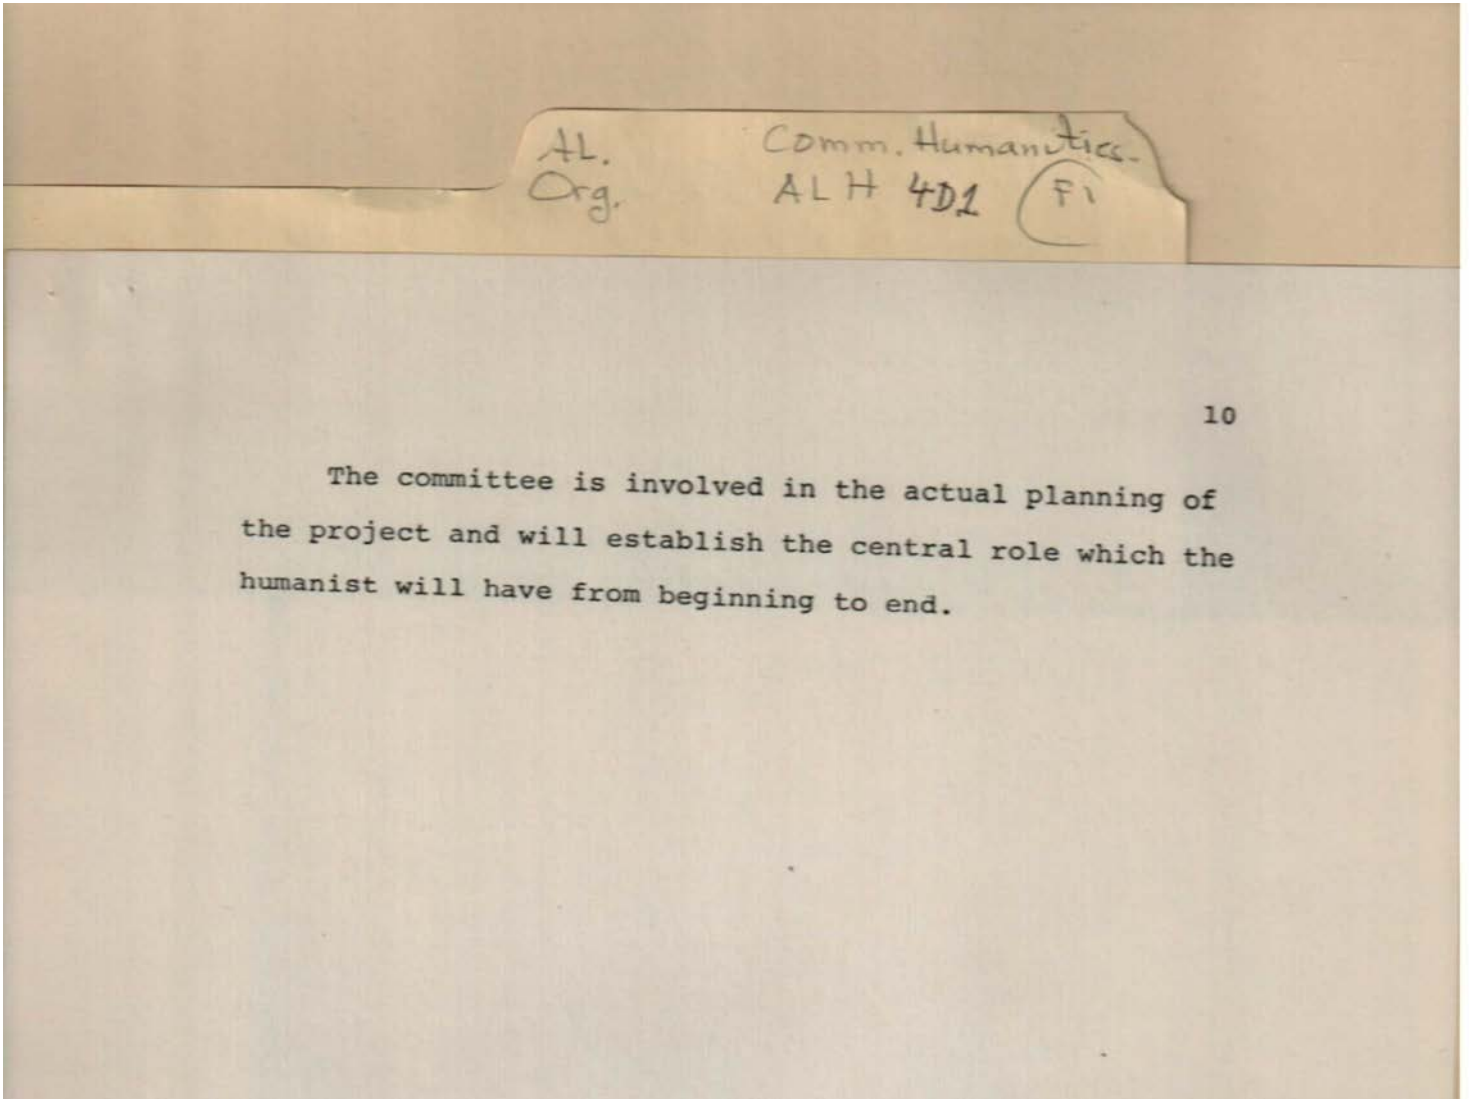 AL. Comm. Humanities.
Org. ALH 4D1 F1
10
The committee is involved in the actual planning of
the project and will establish the central role which the
humanist will have from beginning to end.